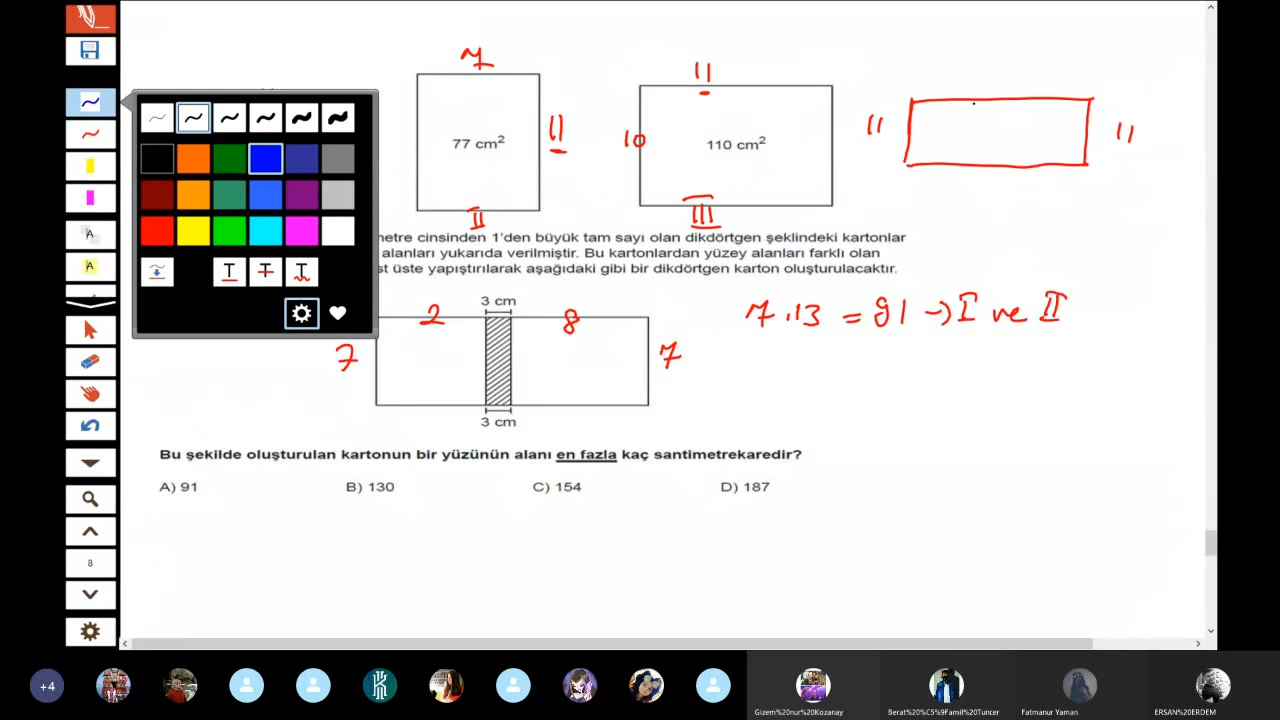 7
11
11
77 cm²
11
10
110 cm²
11
II
III
metre cinsinden 1'den büyük tam sayı olan dikdörtgen şeklindeki kartonlar
alanları yukarıda verilmiştir. Bu kartonlardan yüzey alanları farklı olan
st üste yapıştırılarak aşağıdaki gibi bir dikdörtgen karton oluşturulacaktır.
3 cm
2
8
7.13 = 91 → I ve II
7
7
3 cm
Bu şekilde oluşturulan kartonun bir yüzünün alanı en fazla kaç santimetrekaredir?
A) 91 B) 130 C) 154 D) 187
A
A
T T T
8
+4
Gizem%20nur%20Kozanay
Berat%20%C5%9Famil%20Tuncer
Fatmanur Yaman
ERSAN%20ERDEM